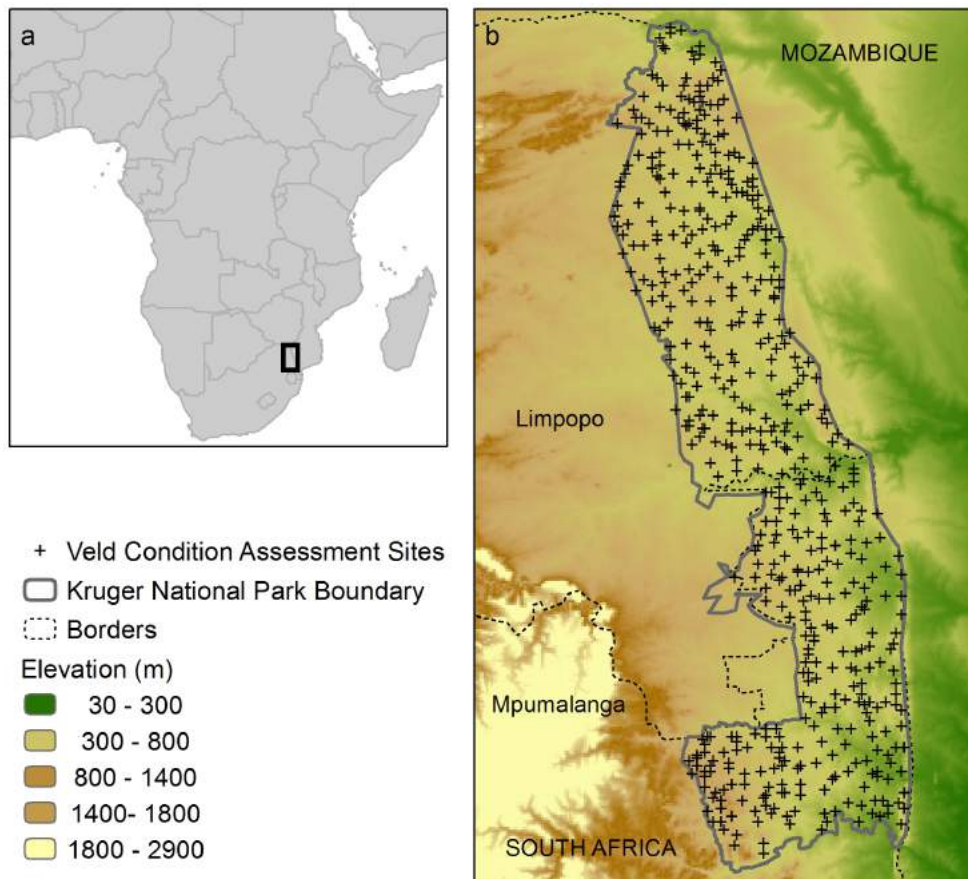 a
b
MOZAMBIQUE
Limpopo
Mpumalanga
SOUTH AFRICA
+ Veld Condition Assessment Sites
Kruger National Park Boundary
Borders
Elevation (m)
30 - 300
300 - 800
800 - 1400
1400- 1800
1800 - 2900